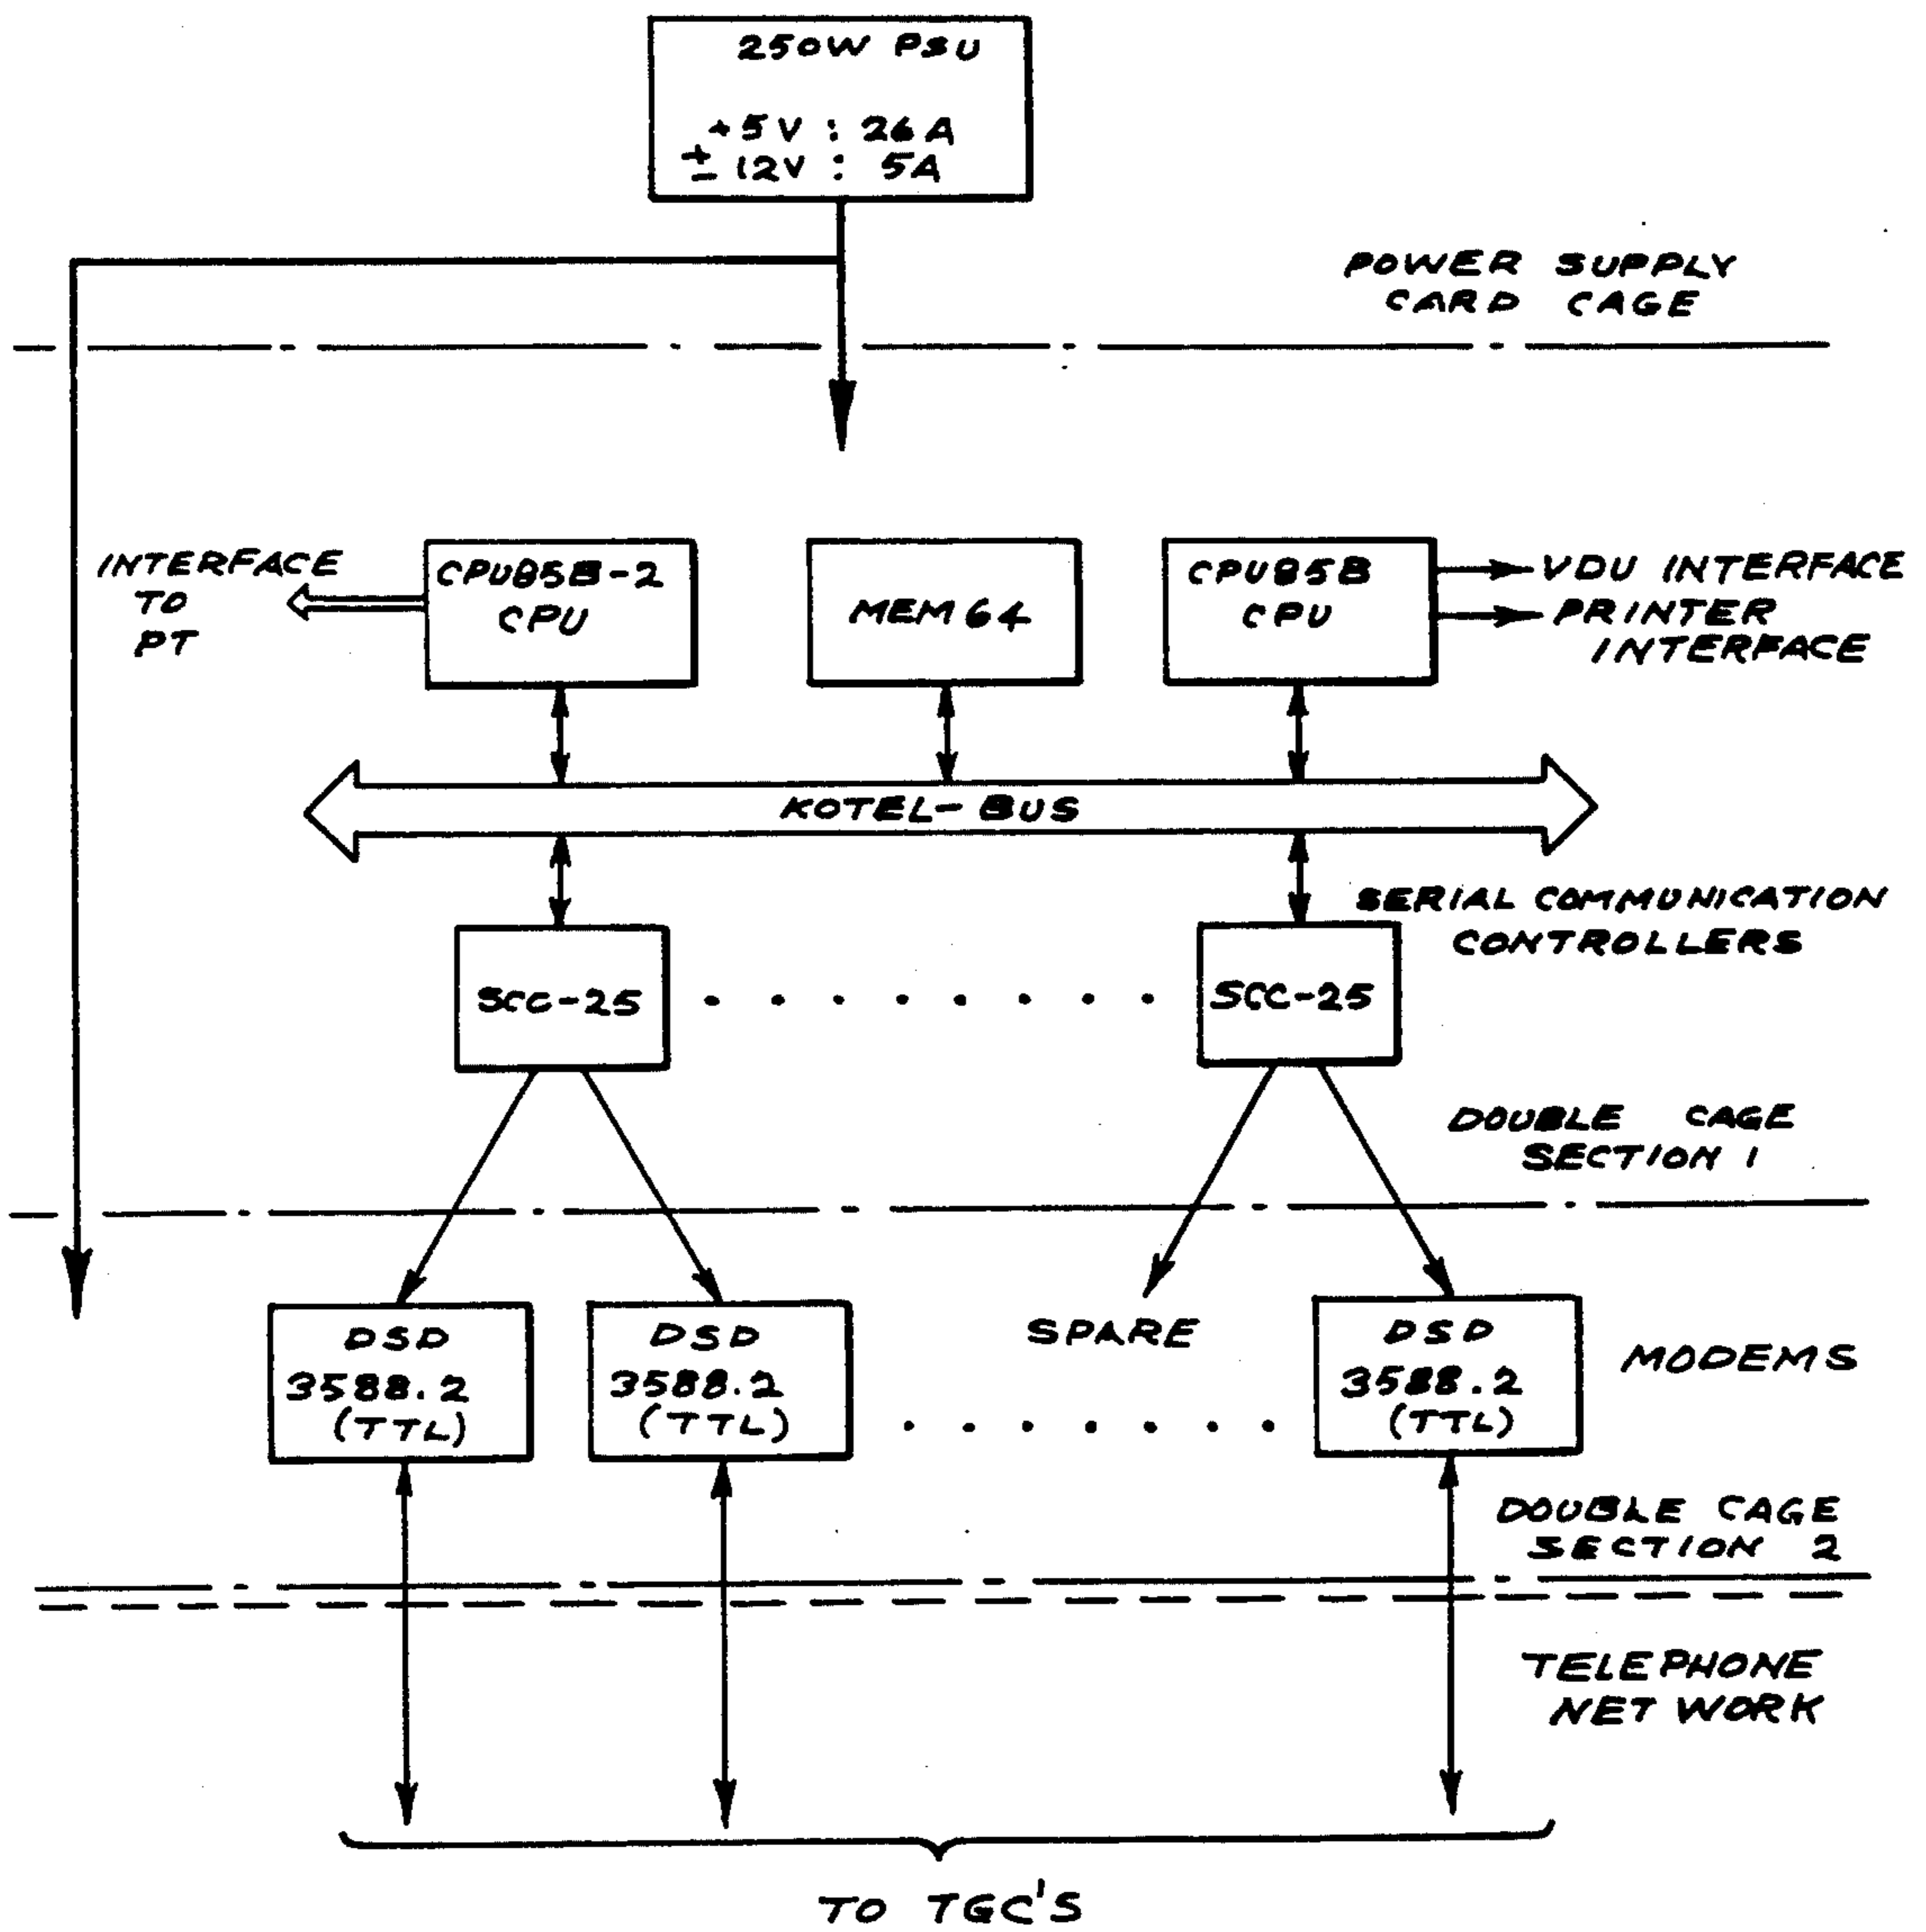 250W PSU
+5V : 26A
± 12V : 5A
POWER SUPPLY
CARD CAGE
INTERFACE
TO
PT
CPU85B-2
CPU
MEM64
CPU85B
CPU
VDU INTERFACE
PRINTER
INTERFACE
KOTEL-BUS
SERIAL COMMUNICATION
CONTROLLERS
SCC-25
SCC-25
DOUBLE CAGE
SECTION 1
DSD
3588.2
(TTL)
DSD
3588.2
(TTL)
SPARE
DSD
3588.2
(TTL)
MODEMS
DOUBLE CAGE
SECTION 2
TELEPHONE
NETWORK
TO TGC'S